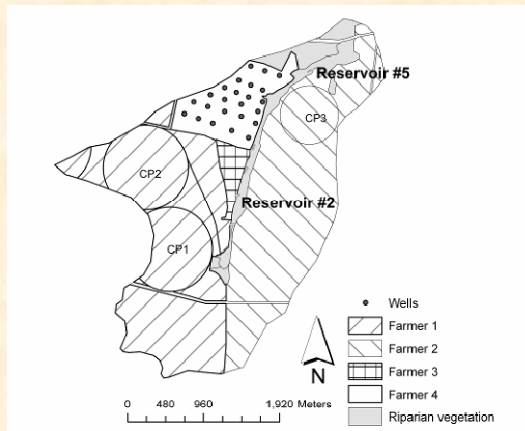 Reservoir #5
CP3
CP2
Reservoir #2
CP1
Wells
Farmer 1
Farmer 2
Farmer 3
Farmer 4
Riparian vegetation
N
0 480 960 1,920 Meters